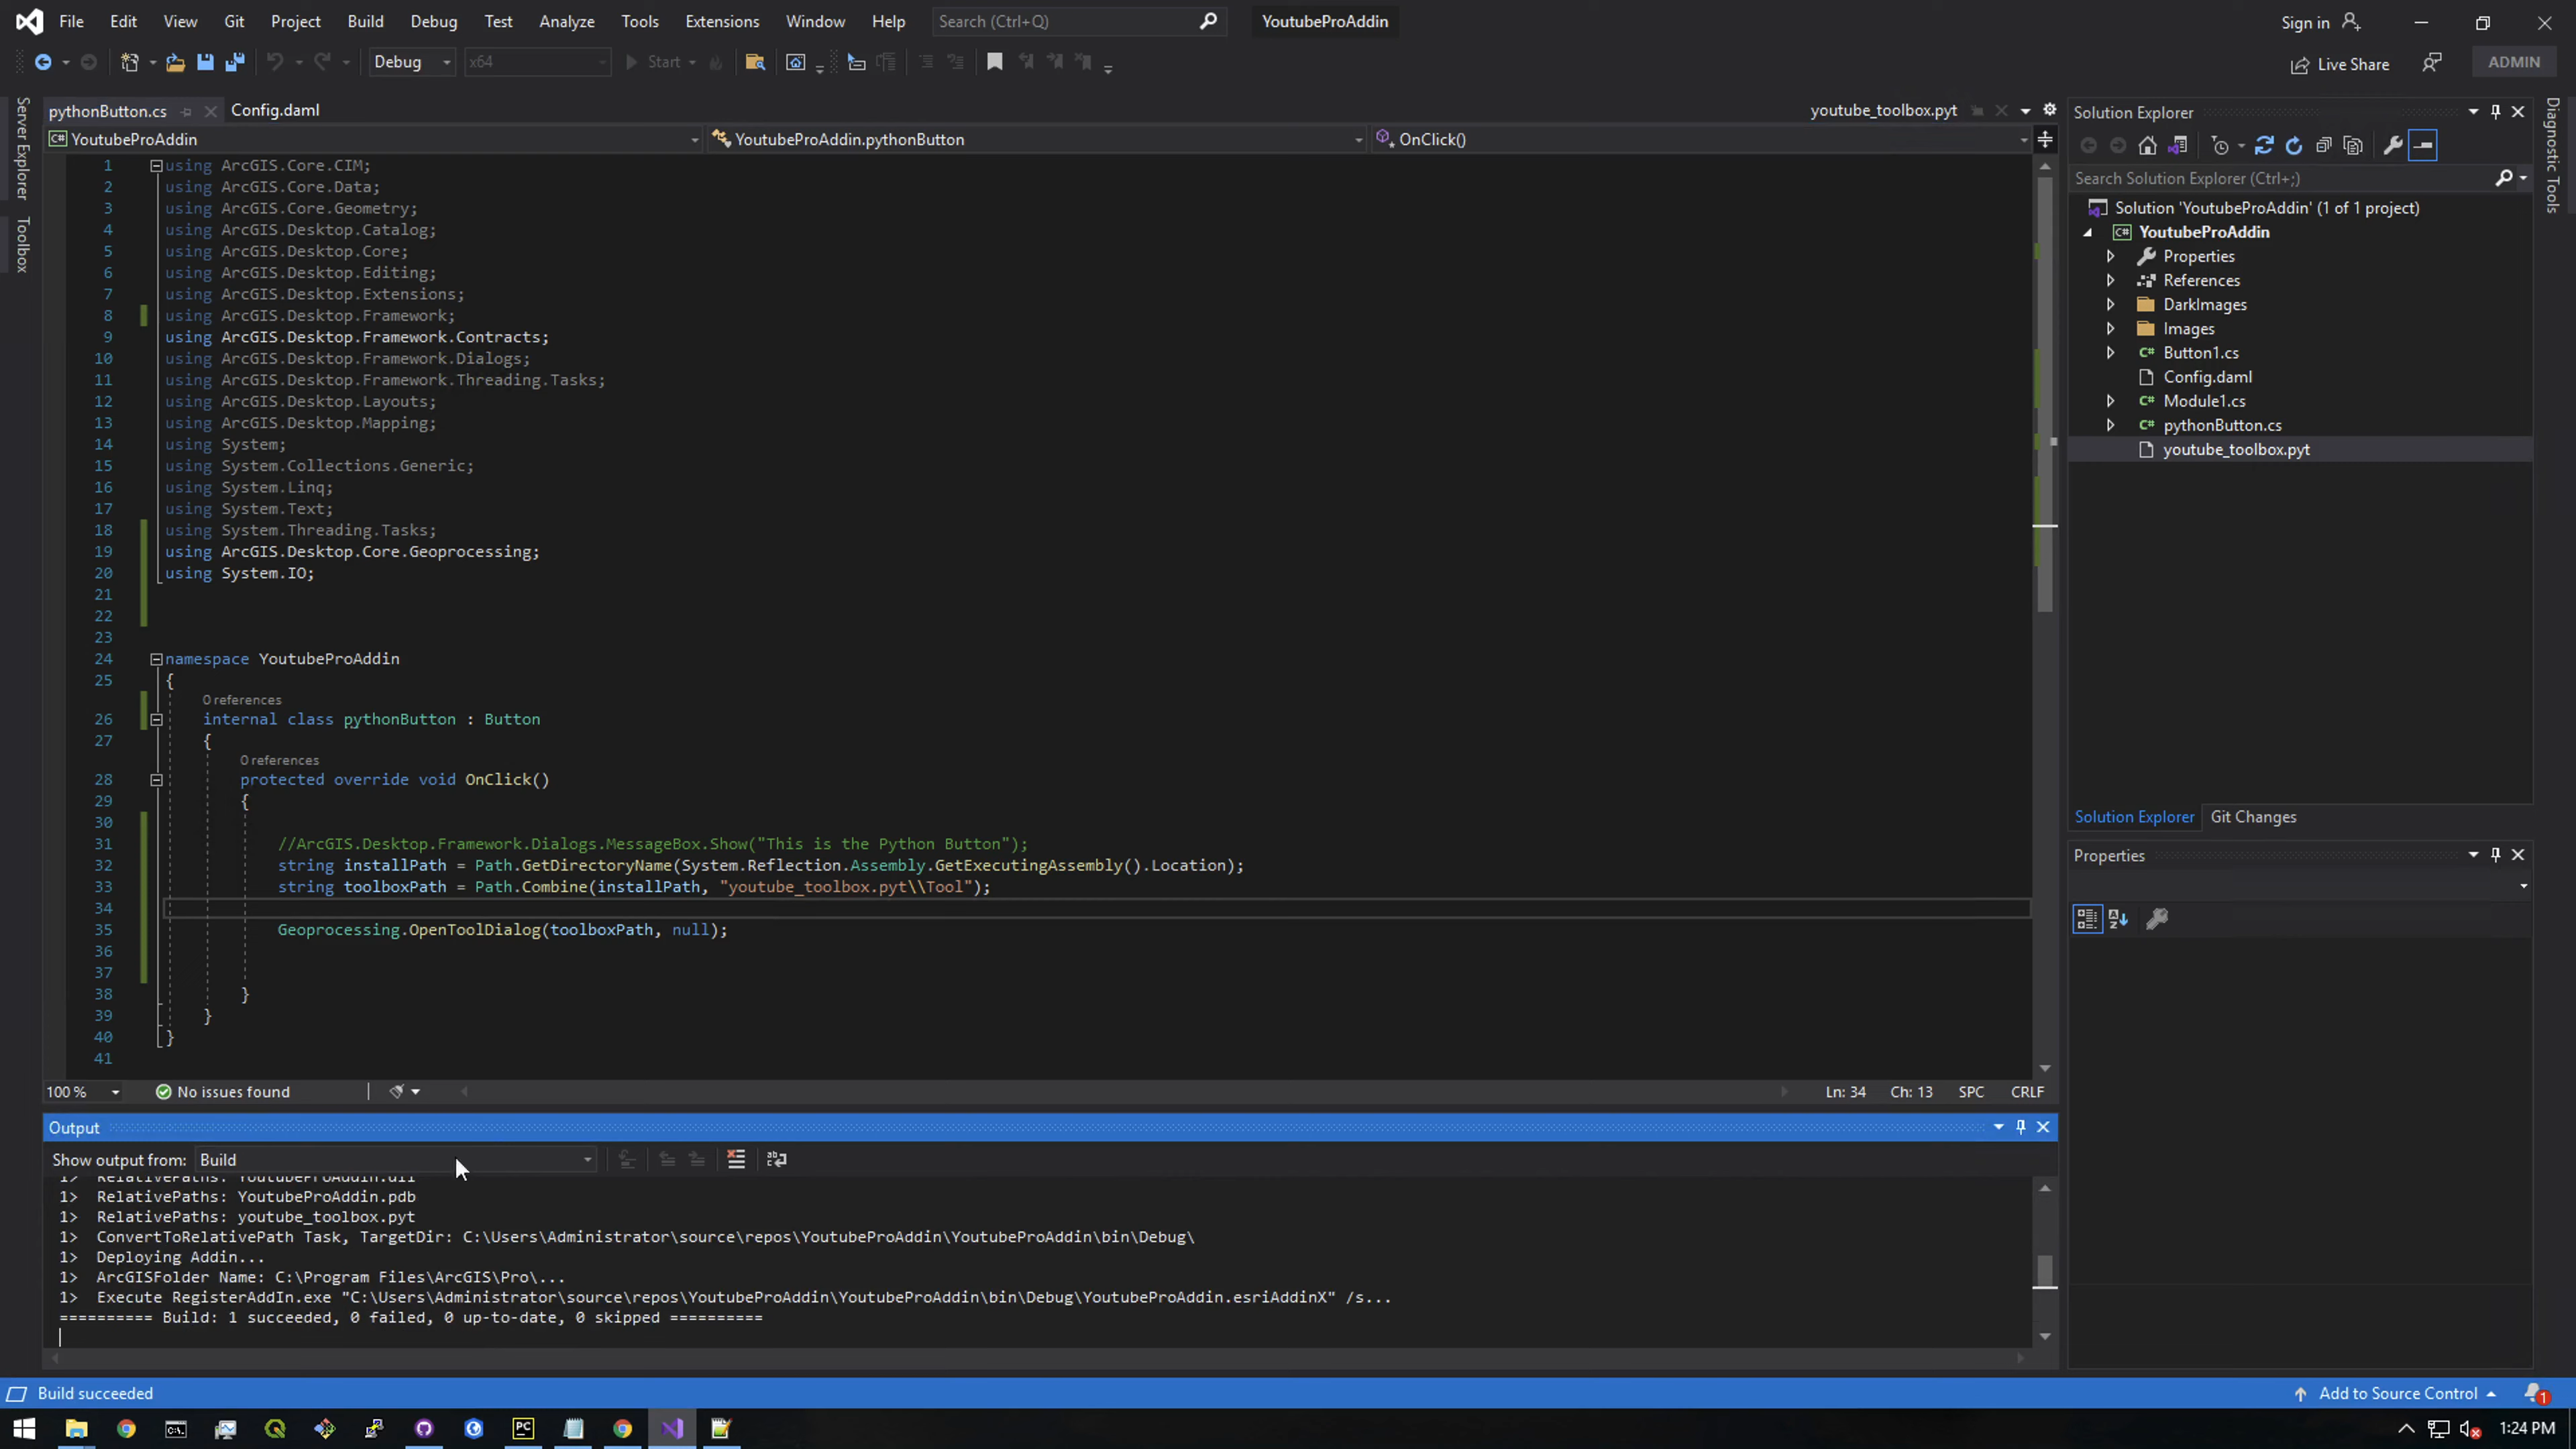 File Edit View Git Project Build Debug Test Analyze Tools Extensions Window Help Search (Ctrl+Q) YoutubeProAddin Sign in
Debug x64 Start Live Share ADMIN
Server Explorer
Toolbox
pythonButton.cs Config.daml youtube_toolbox.pyt
YoutubeProAddin YoutubeProAddin.pythonButton OnClick()
1 using ArcGIS.Core.CIM;
2 using ArcGIS.Core.Data;
3 using ArcGIS.Core.Geometry;
4 using ArcGIS.Desktop.Catalog;
5 using ArcGIS.Desktop.Core;
6 using ArcGIS.Desktop.Editing;
7 using ArcGIS.Desktop.Extensions;
8 using ArcGIS.Desktop.Framework;
9 using ArcGIS.Desktop.Framework.Contracts;
10 using ArcGIS.Desktop.Framework.Dialogs;
11 using ArcGIS.Desktop.Framework.Threading.Tasks;
12 using ArcGIS.Desktop.Layouts;
13 using ArcGIS.Desktop.Mapping;
14 using System;
15 using System.Collections.Generic;
16 using System.Linq;
17 using System.Text;
18 using System.Threading.Tasks;
19 using ArcGIS.Desktop.Core.Geoprocessing;
20 using System.IO;
21
22
23
24 namespace YoutubeProAddin
25 {
0 references
26 internal class pythonButton : Button
27 {
0 references
28 protected override void OnClick()
29 {
30
31 //ArcGIS.Desktop.Framework.Dialogs.MessageBox.Show("This is the Python Button");
32 string installPath = Path.GetDirectoryName(System.Reflection.Assembly.GetExecutingAssembly().Location);
33 string toolboxPath = Path.Combine(installPath, "youtube_toolbox.pyt\\Tool");
34
35 Geoprocessing.OpenToolDialog(toolboxPath, null);
36
37
38 }
39 }
40 }
41
100 % No issues found Ln: 34 Ch: 13 SPC CRLF
Output
Show output from: Build
1> RelativePaths: YoutubeProAddin.dll
1> RelativePaths: YoutubeProAddin.pdb
1> RelativePaths: youtube_toolbox.pyt
1> ConvertToRelativePath Task, TargetDir: C:\Users\Administrator\source\repos\YoutubeProAddin\YoutubeProAddin\bin\Debug\
1> Deploying Addin...
1> ArcGISFolder Name: C:\Program Files\ArcGIS\Pro\...
1> Execute RegisterAddIn.exe "C:\Users\Administrator\source\repos\YoutubeProAddin\YoutubeProAddin\bin\Debug\YoutubeProAddin.esriAddinX" /s...
========== Build: 1 succeeded, 0 failed, 0 up-to-date, 0 skipped ==========
Solution Explorer
Search Solution Explorer (Ctrl+;)
Solution 'YoutubeProAddin' (1 of 1 project)
YoutubeProAddin
Properties
References
DarkImages
Images
Button1.cs
Config.daml
Module1.cs
pythonButton.cs
youtube_toolbox.pyt
Solution Explorer Git Changes
Properties
Diagnostic Tools
Build succeeded Add to Source Control 1
PC 1:24 PM